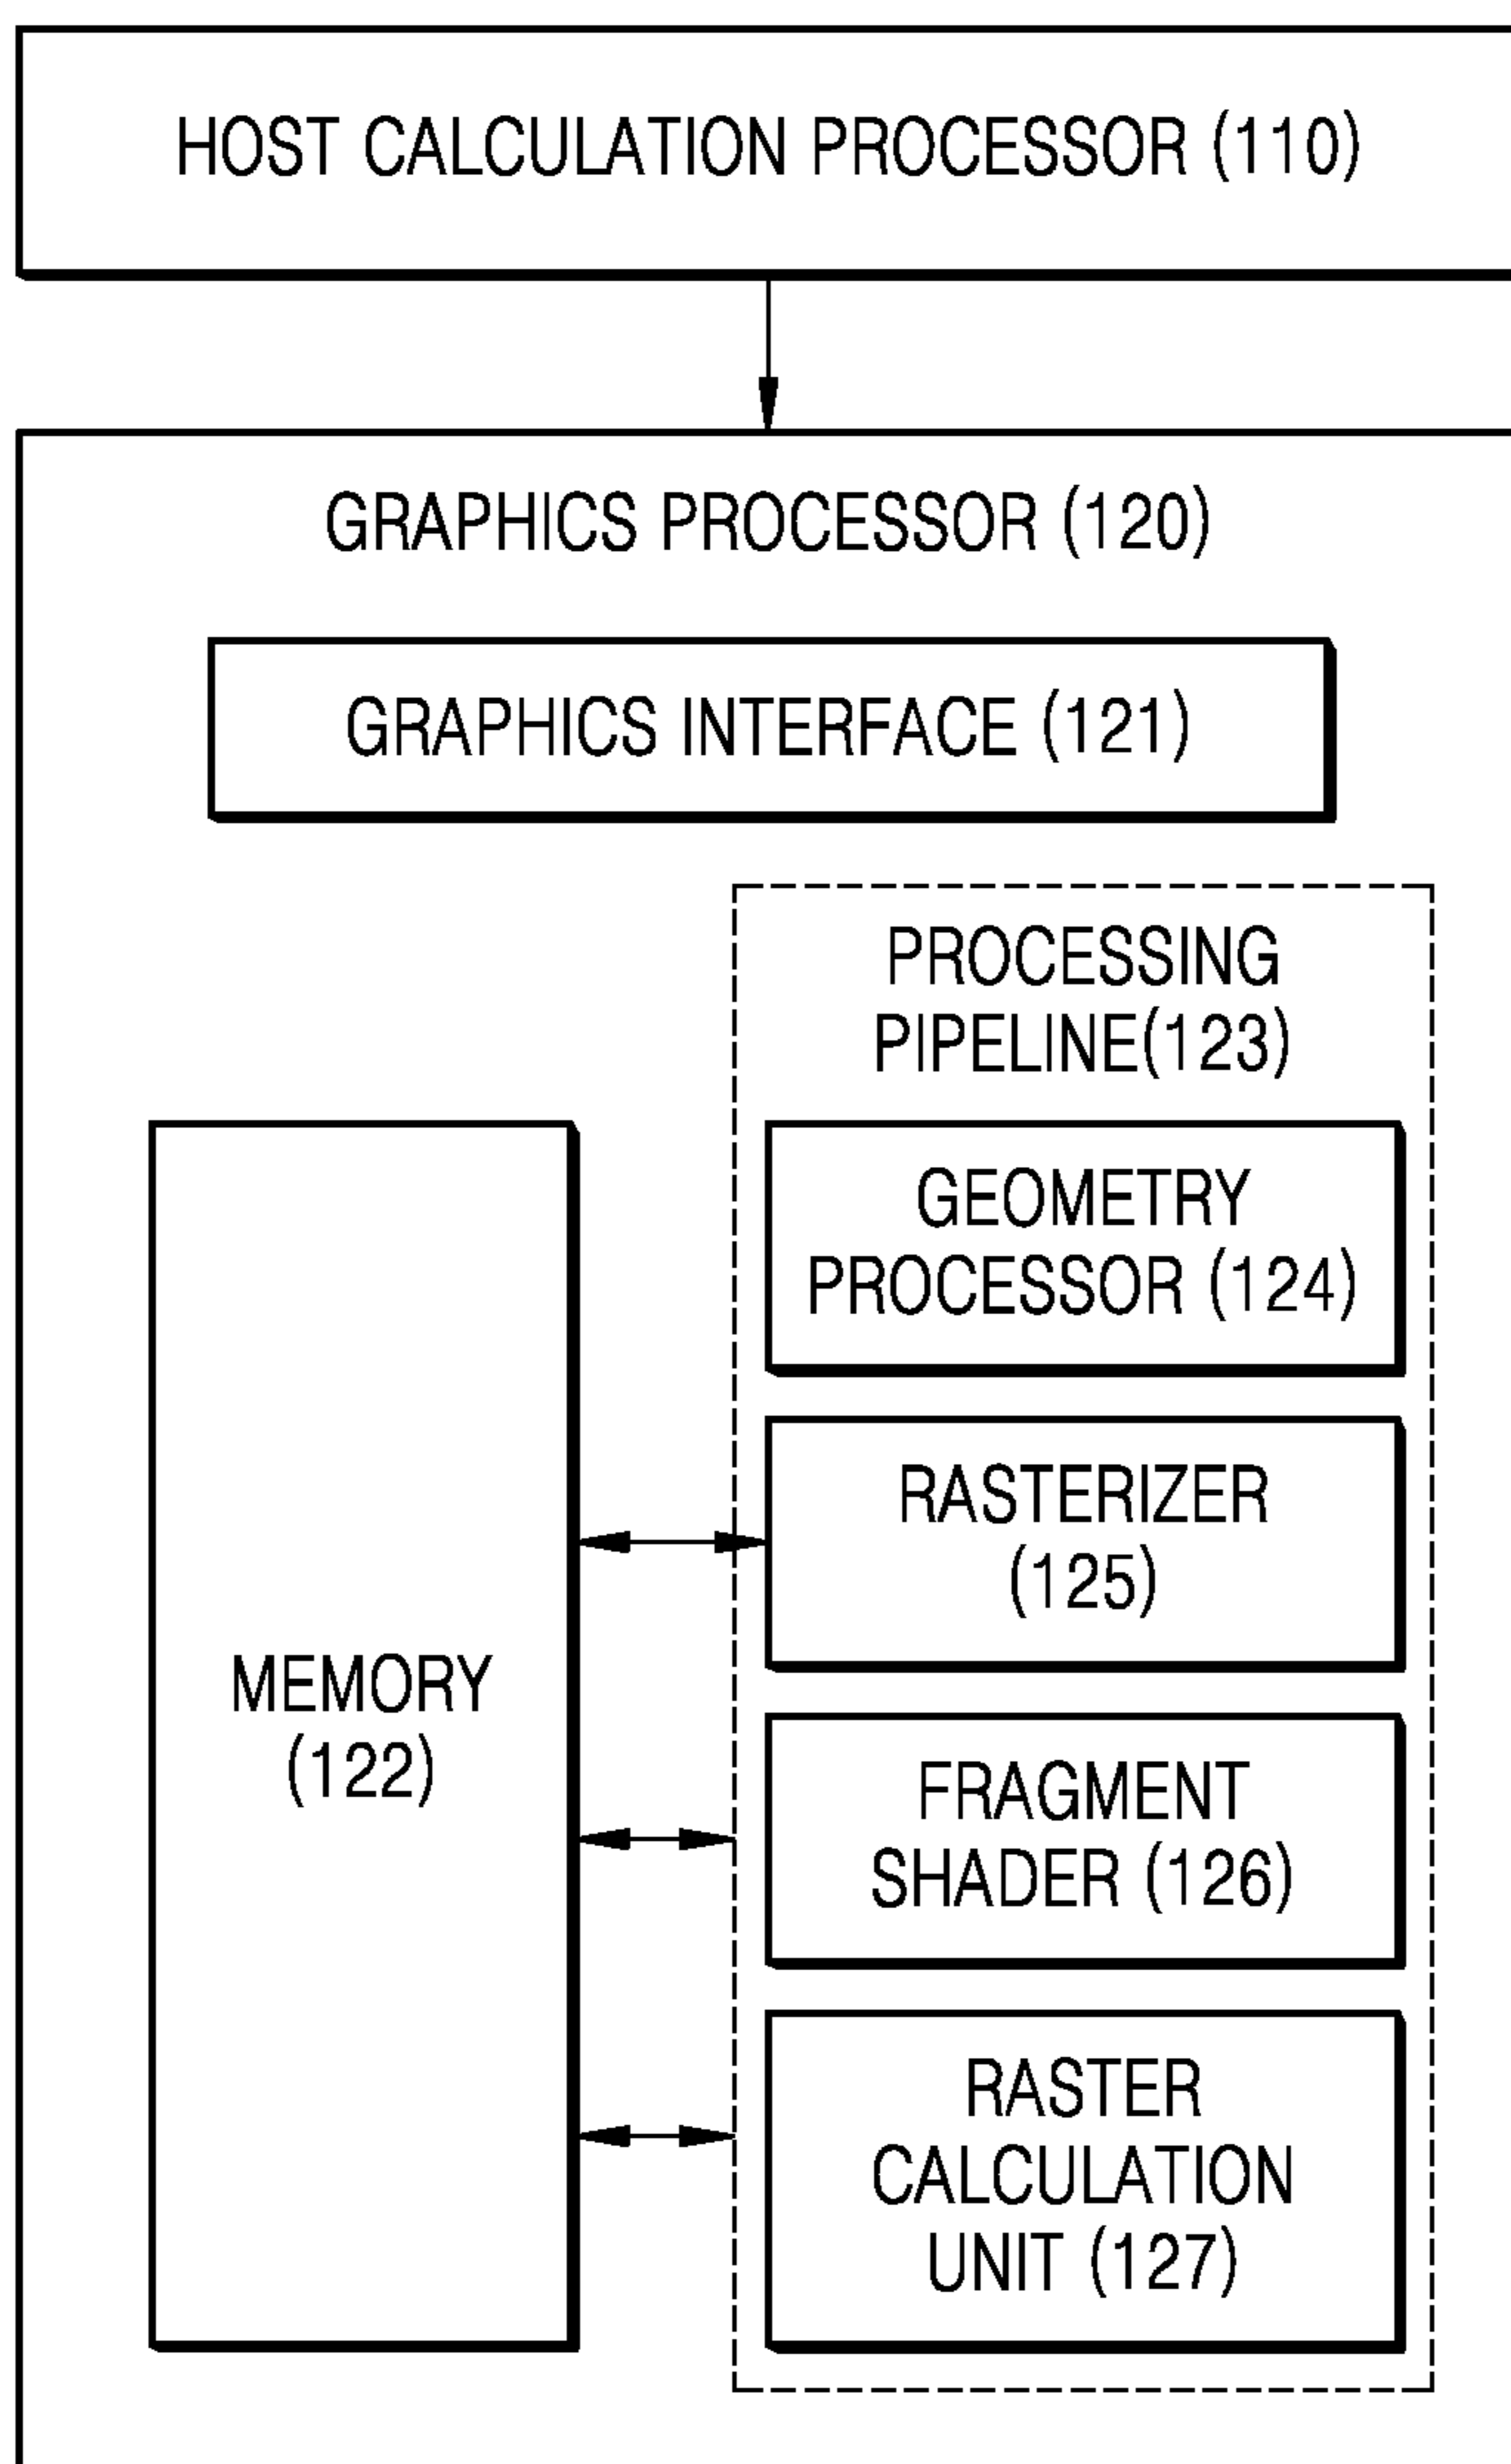 HOST CALCULATION PROCESSOR (110)
GRAPHICS PROCESSOR (120)
GRAPHICS INTERFACE (121)
PROCESSING
PIPELINE(123)
GEOMETRY
PROCESSOR (124)
RASTERIZER
(125)
MEMORY
(122)
FRAGMENT
SHADER (126)
RASTER
CALCULATION
UNIT (127)